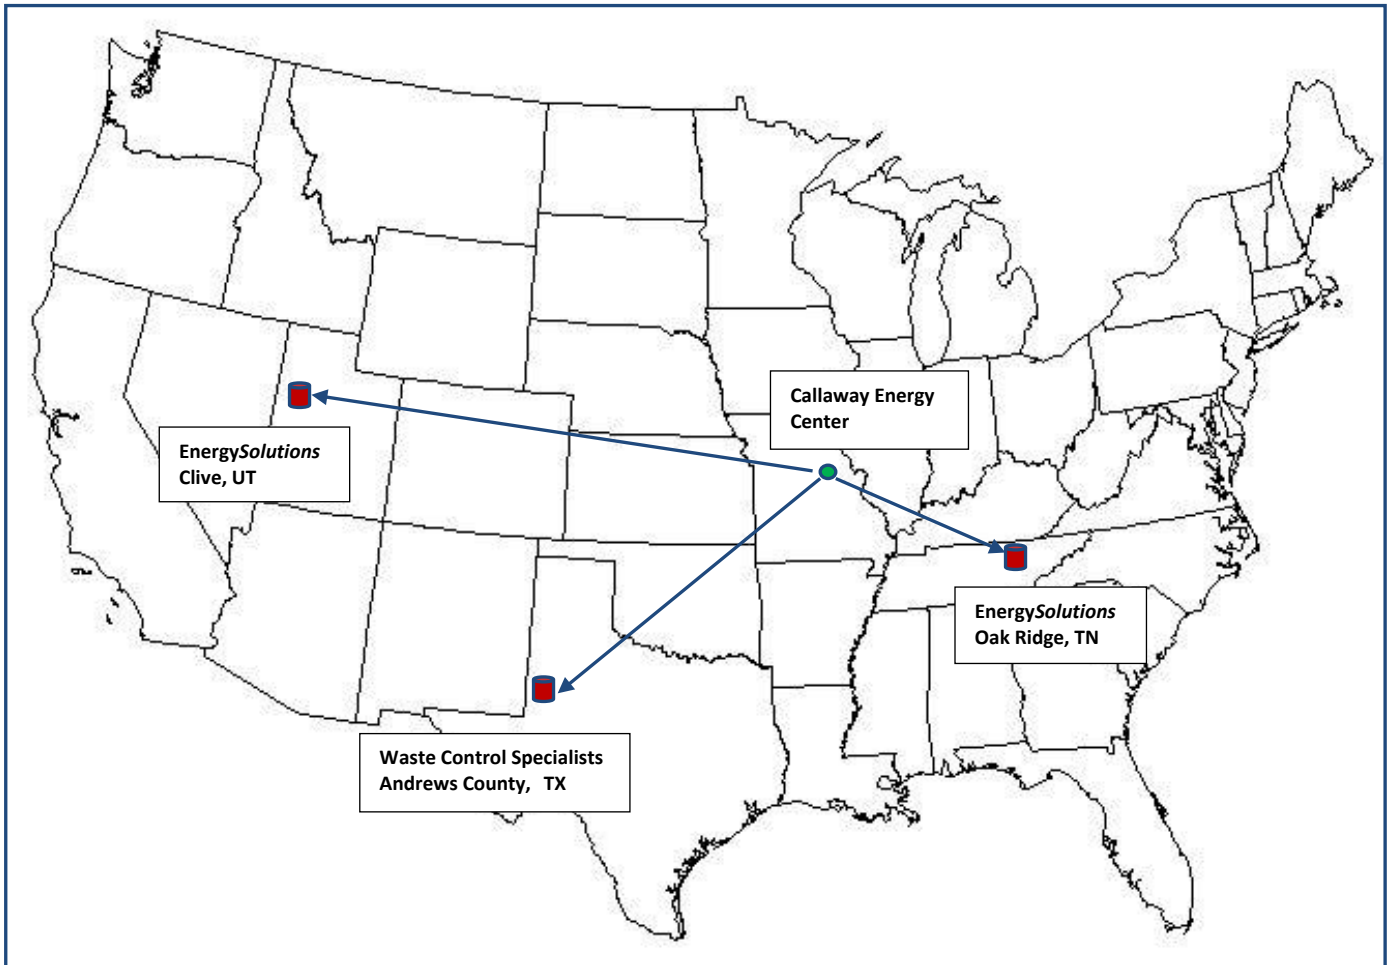 Callaway Energy
Center
EnergySolutions
Clive, UT
EnergySolutions
Oak Ridge, TN
Waste Control Specialists
Andrews County, TX